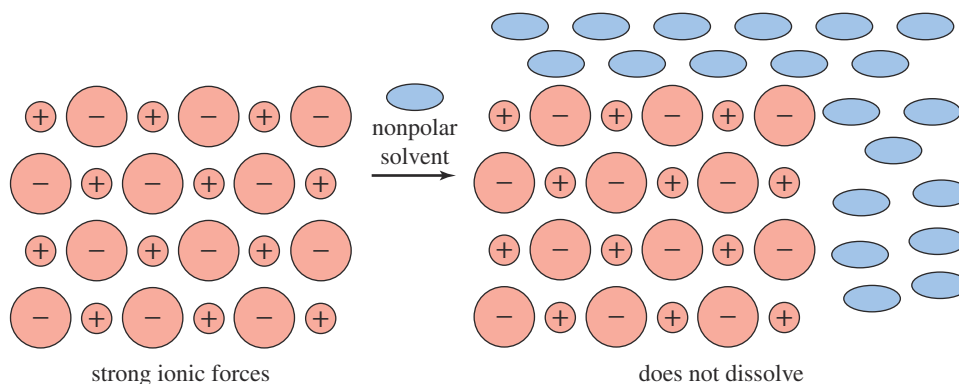 + − + − + −
− + − + − +
+ − + − + −
− + − + − +
strong ionic forces
nonpolar
solvent
+ − + − + −
− + − + − +
+ − + − + −
− + − + − +
does not dissolve